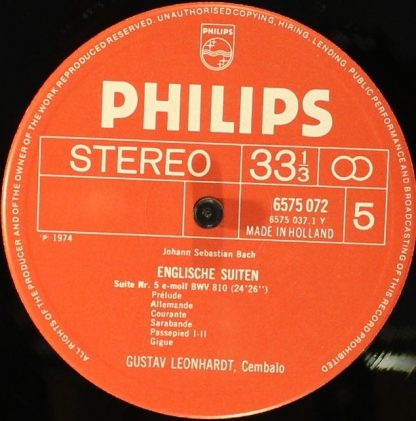 ALL RIGHTS OF THE PRODUCER AND OF THE OWNER OF THE WORK REPRODUCED RESERVED. UNAUTHORISED COPYING, HIRING, LENDING, PUBLIC PERFORMANCE AND BROADCASTING OF THIS RECORD PROHIBITED
PHILIPS
PHILIPS
STEREO 33 1/3
6575 072
6575 037.1 Y
MADE IN HOLLAND
5
℗ 1974
Johann Sebastian Bach
ENGLISCHE SUITEN
Suite Nr. 5 e-moll BWV 810 (24'26'')
Prélude
Allemande
Courante
Sarabande
Passepied I-II
Gigue
GUSTAV LEONHARDT, Cembalo